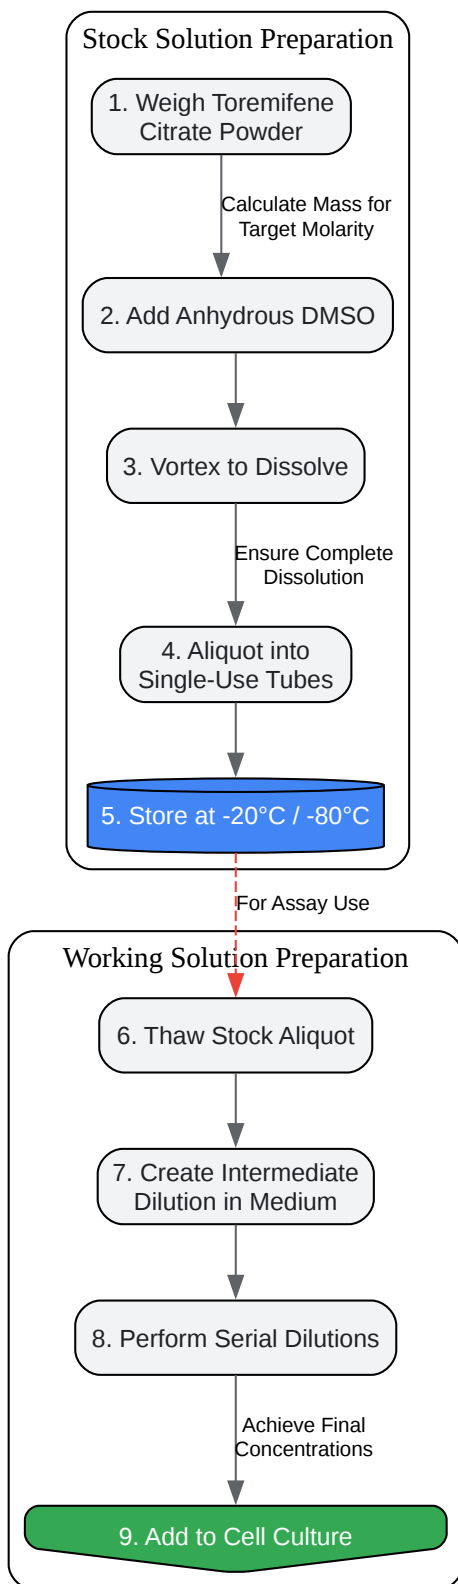 Stock Solution Preparation
1. Weigh Toremifene
Citrate Powder
Calculate Mass for
Target Molarity
2. Add Anhydrous DMSO
3. Vortex to Dissolve
Ensure Complete
Dissolution
4. Aliquot into
Single-Use Tubes
5. Store at -20°C / -80°C
For Assay Use
Working Solution Preparation
6. Thaw Stock Aliquot
7. Create Intermediate
Dilution in Medium
8. Perform Serial Dilutions
Achieve Final
Concentrations
9. Add to Cell Culture